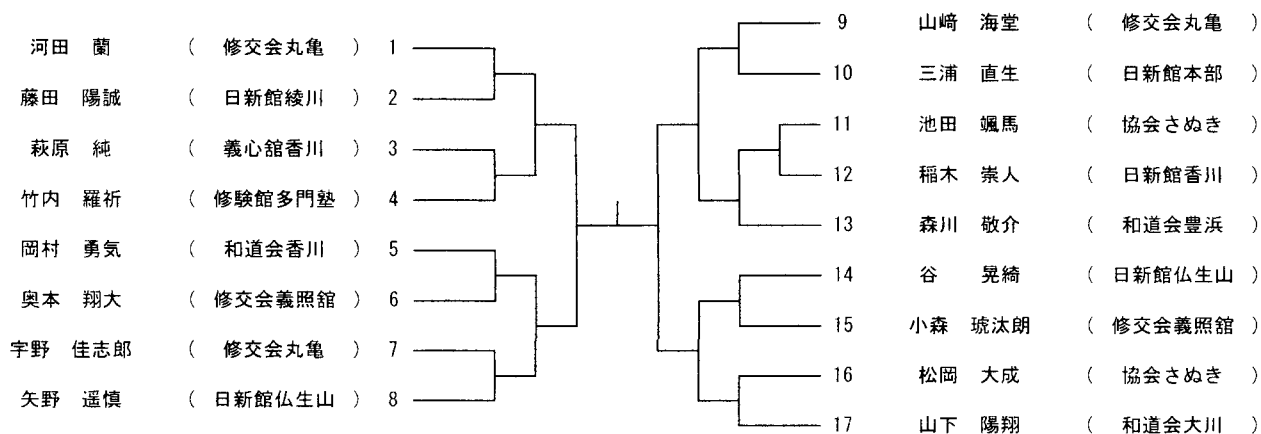 河田 蘭 ( 修交会丸亀 ) 1
藤田 陽誠 ( 日新館綾川 ) 2
萩原 純 ( 義心舘香川 ) 3
竹内 羅祈 ( 修験館多門塾 ) 4
岡村 勇気 ( 和道会香川 ) 5
奥本 翔大 ( 修交会義照舘 ) 6
宇野 佳志郎 ( 修交会丸亀 ) 7
矢野 遥慎 ( 日新館仏生山 ) 8
9 山﨑 海堂 ( 修交会丸亀 )
10 三浦 直生 ( 日新館本部 )
11 池田 颯馬 ( 協会さぬき )
12 稲木 崇人 ( 日新館香川 )
13 森川 敬介 ( 和道会豊浜 )
14 谷 晃綺 ( 日新館仏生山 )
15 小森 琥汰朗 ( 修交会義照舘 )
16 松岡 大成 ( 協会さぬき )
17 山下 陽翔 ( 和道会大川 )